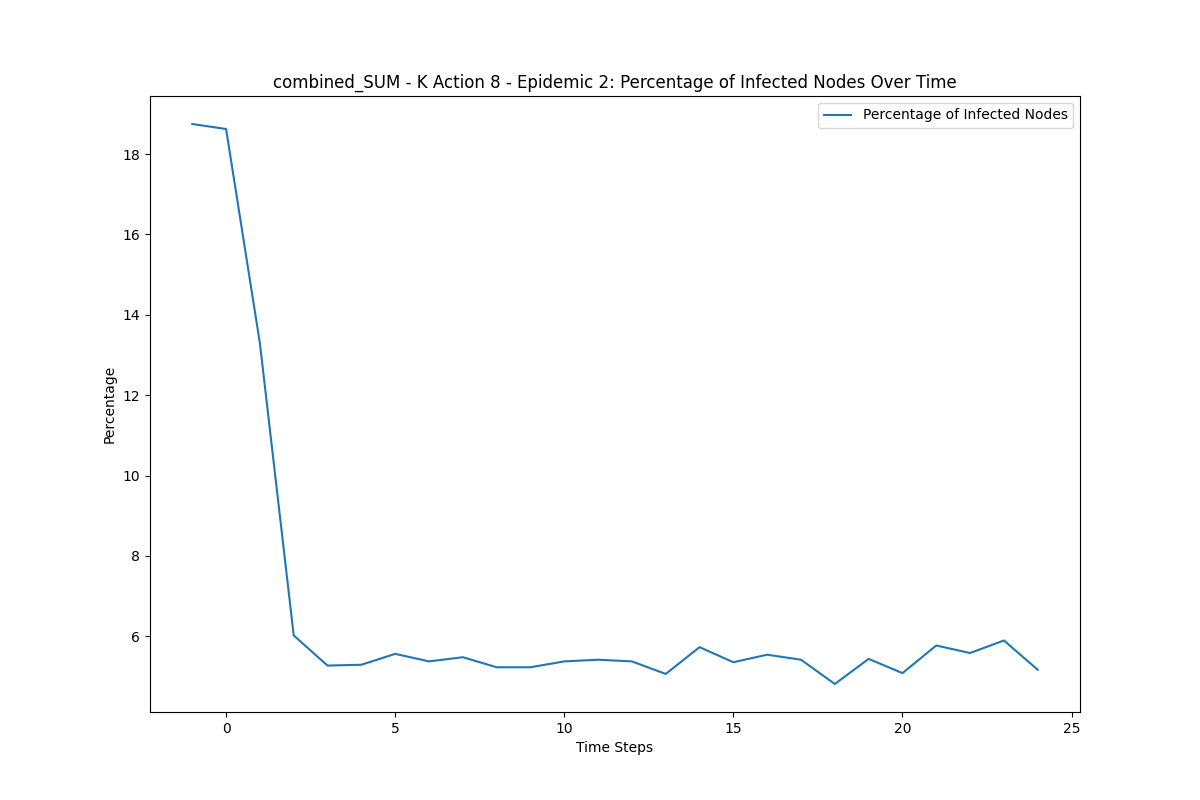 combined_SUM - K Action 8 - Epidemic 2: Percentage of Infected Nodes Over Time
Percentage of Infected Nodes
18
16
14
12
10
8
6
Percentage
0 5 10 15 20 25
Time Steps